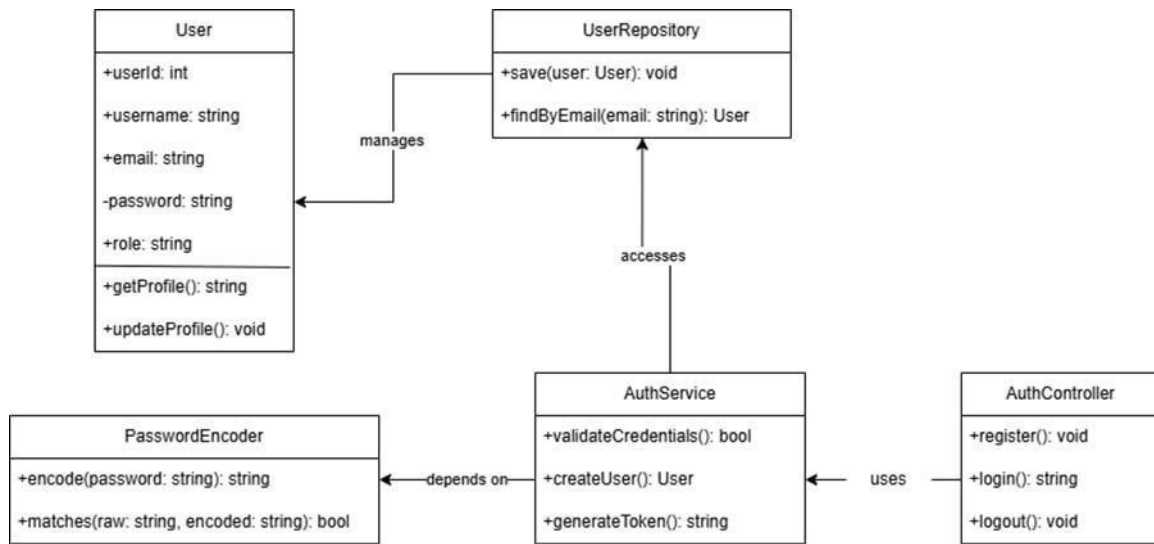 User
+userId: int
+username: string
+email: string
-password: string
+role: string
+getProfile(): string
+updateProfile(): void
manages
UserRepository
+save(user: User): void
+findByEmail(email: string): User
accesses
PasswordEncoder
+encode(password: string): string
+matches(raw: string, encoded: string): bool
depends on
AuthService
+validateCredentials(): bool
+createUser(): User
+generateToken(): string
uses
AuthController
+register(): void
+login(): string
+logout(): void